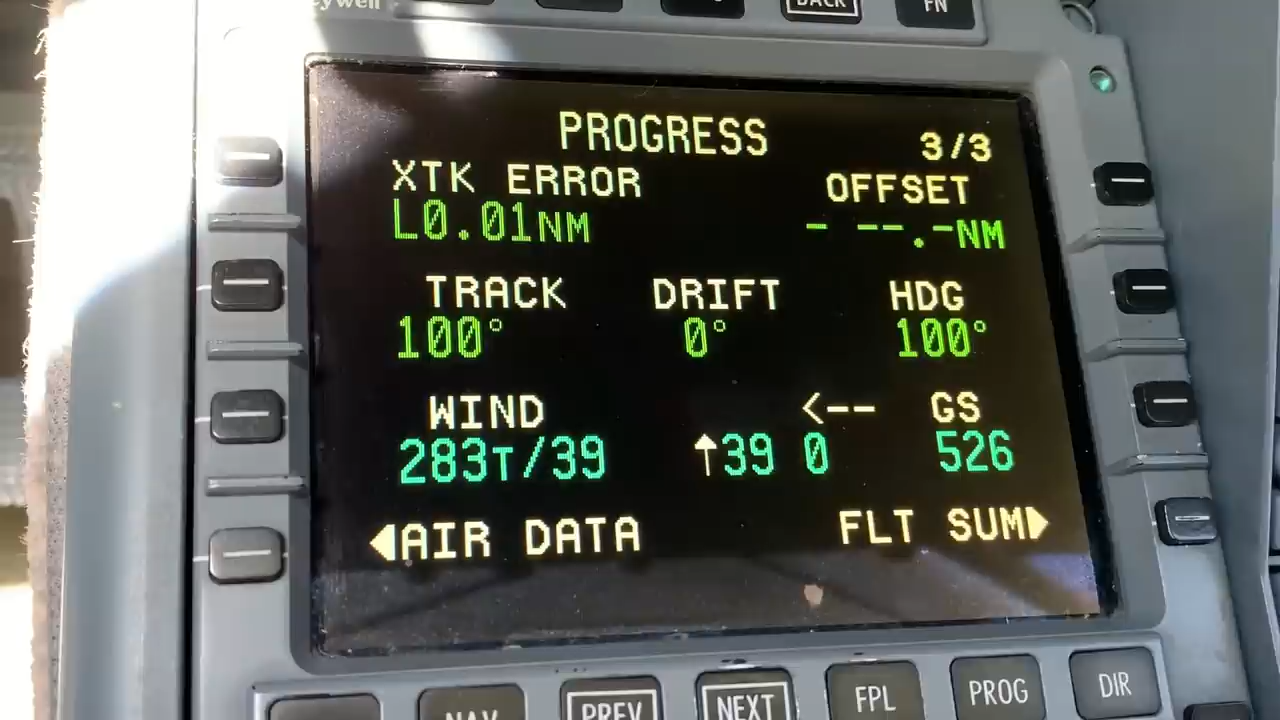 BACK
FN
PROGRESS 3/3
XTK ERROR OFFSET
L0.01NM - --.-NM
TRACK DRIFT HDG
100° 0° 100°
WIND <-- GS
283T/39 ↑39 0 526
◀AIR DATA FLT SUM▶
NAV PREV NEXT FPL PROG DIR